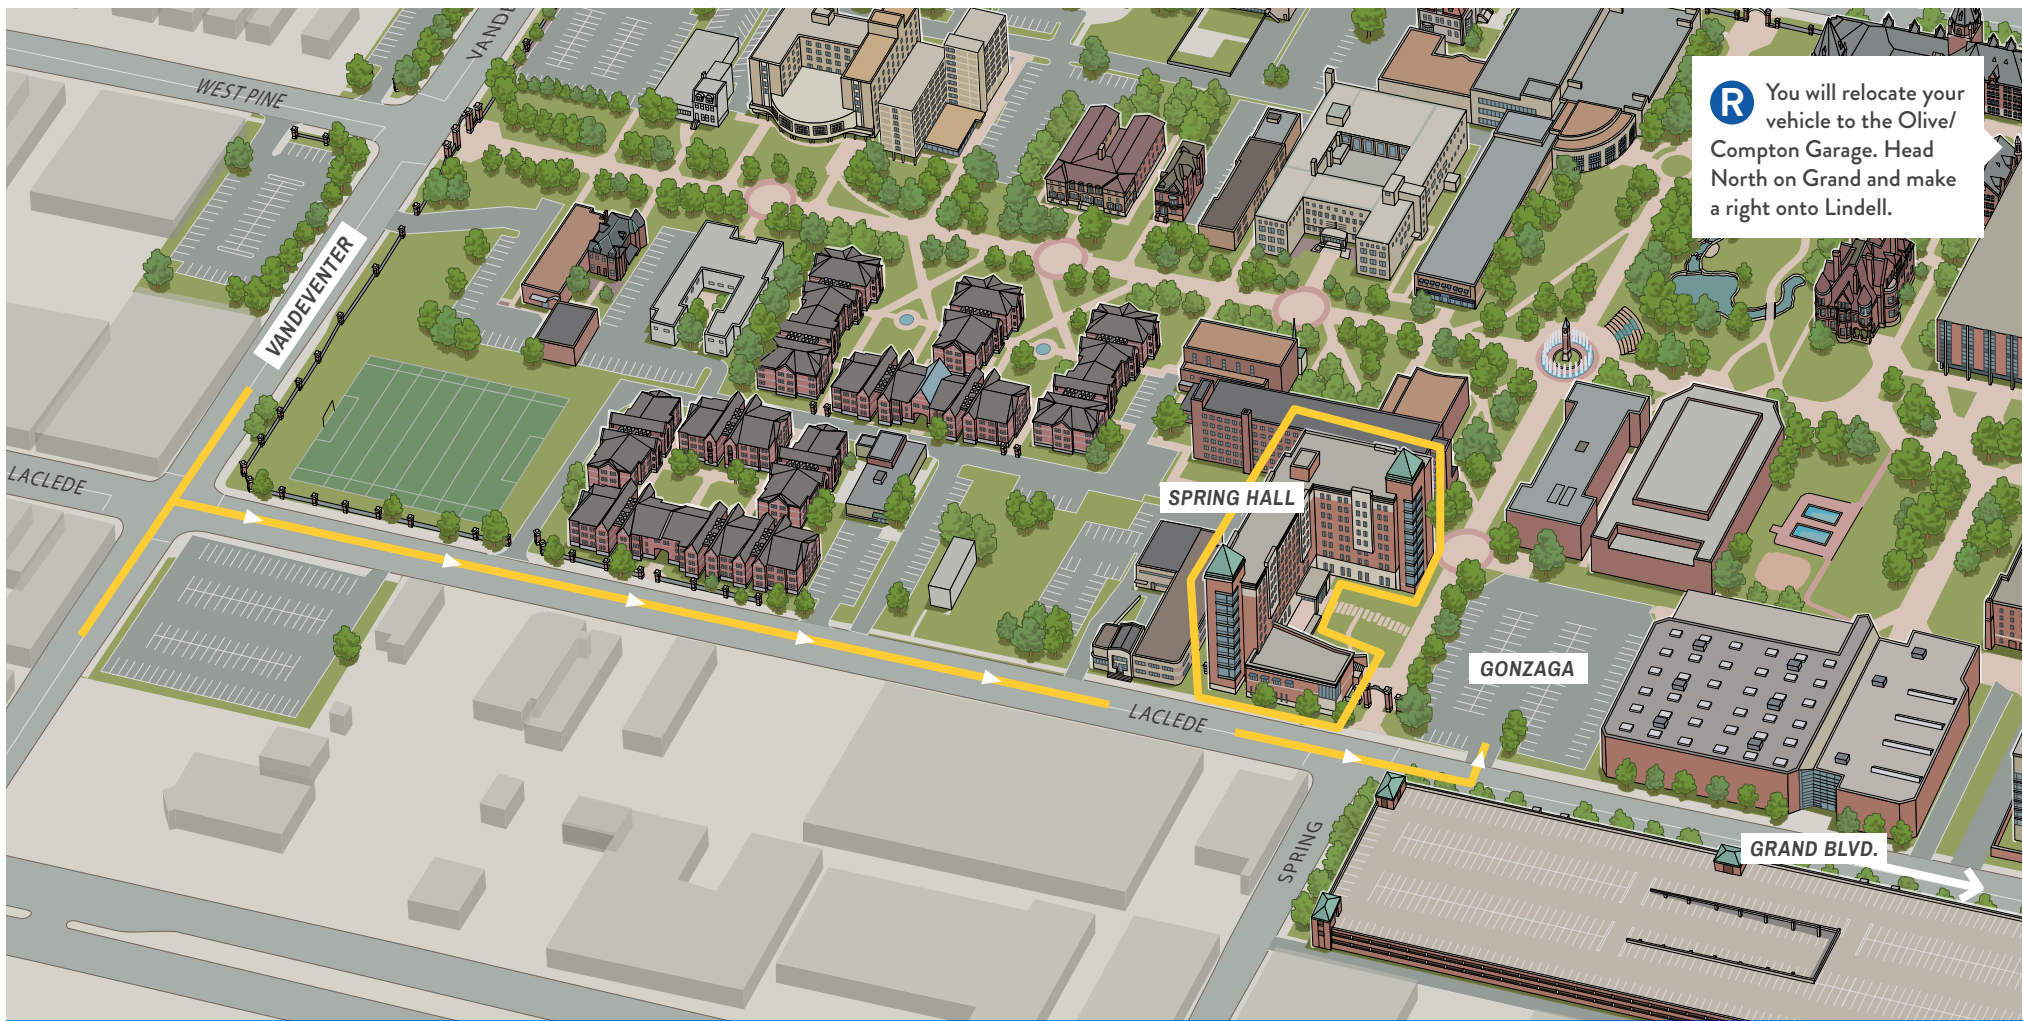 VANDE
WEST PINE
R
You will relocate your
vehicle to the Olive/
Compton Garage. Head
North on Grand and make
a right onto Lindell.
VANDEVENTER
LACLEDE
SPRING HALL
GONZAGA
LACLEDE
SPRING
GRAND BLVD.